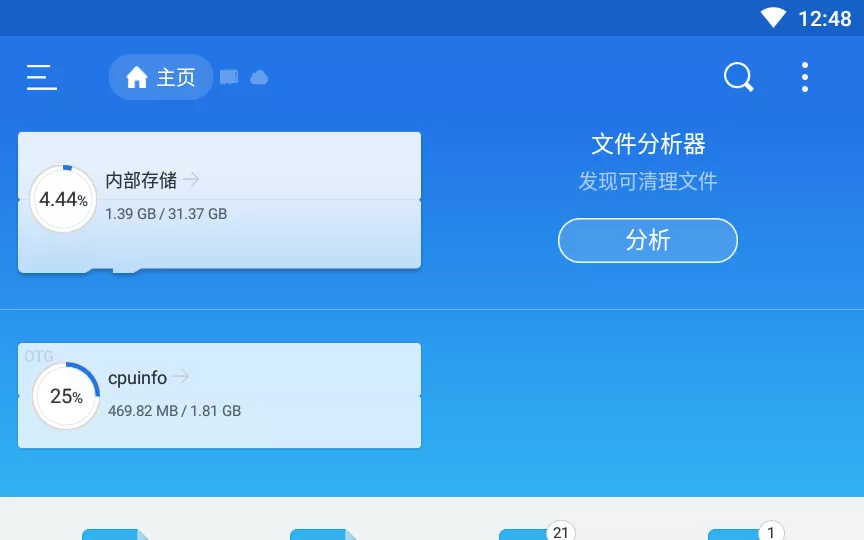 12:48
主页
文件分析器
发现可清理文件
分析
内部存储
4.44%
1.39 GB / 31.37 GB
OTG
cpuinfo
25%
469.82 MB / 1.81 GB
21
1